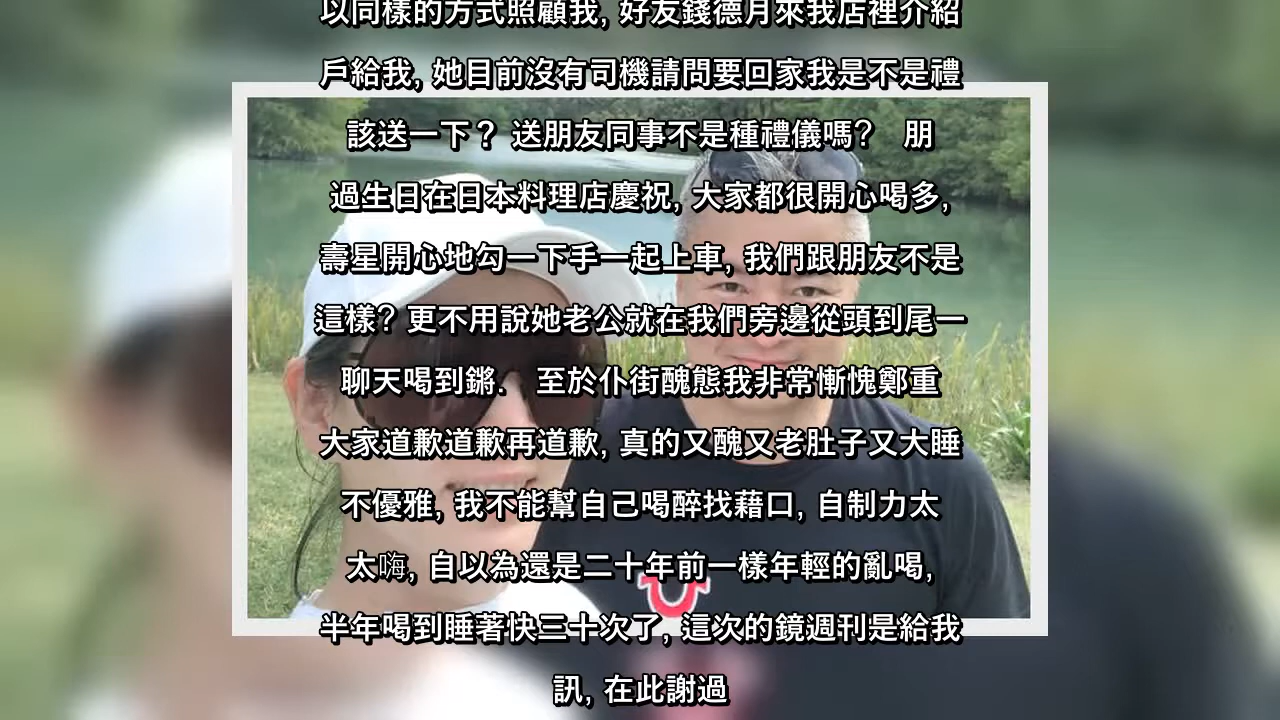 以同樣的方式照顧我, 好友錢德月來我店裡介紹
戶給我, 她目前沒有司機請問要回家我是不是禮
該送一下？ 送朋友同事不是種禮儀嗎? 朋
過生日在日本料理店慶祝, 大家都很開心喝多,
壽星開心地勾一下手一起上車, 我們跟朋友不是
這樣? 更不用說她老公就在我們旁邊從頭到尾一
聊天喝到鏘. 至於仆街醜態我非常慚愧鄭重
大家道歉道歉再道歉, 真的又醜又老肚子又大睡
不優雅, 我不能幫自己喝醉找藉口, 自制力太
太嗨, 自以為還是二十年前一樣年輕的亂喝,
半年喝到睡著快三十次了, 這次的鏡週刊是給我
訊, 在此謝過